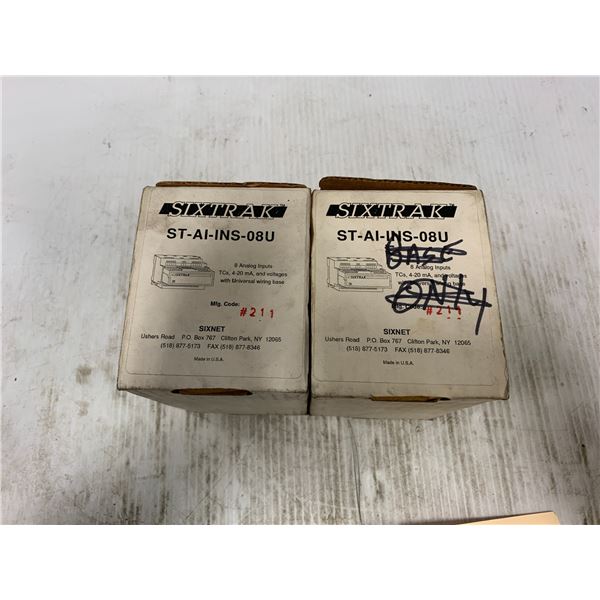 SIXTRAK
ST-AI-INS-08U
8 Analog Inputs
TCs, 4-20 mA, and voltages
with Universal wiring base
Mfg. Code:
#211
SIXNET
Ushers Road P.O. Box 767 Clifton Park, NY 12065
(518) 877-5173 FAX (518) 877-8346
Made in U.S.A.
SIXTRAK
ST-AI-INS-08U
BASE
8 Analog Inputs
TCs, 4-20 mA, and voltages
wiring base
ONLY
Code:
#211
SIXNET
Ushers Road P.O. Box 767 Clifton Park, NY 12065
(518) 877-5173 FAX (518) 877-8346
Made in U.S.A.